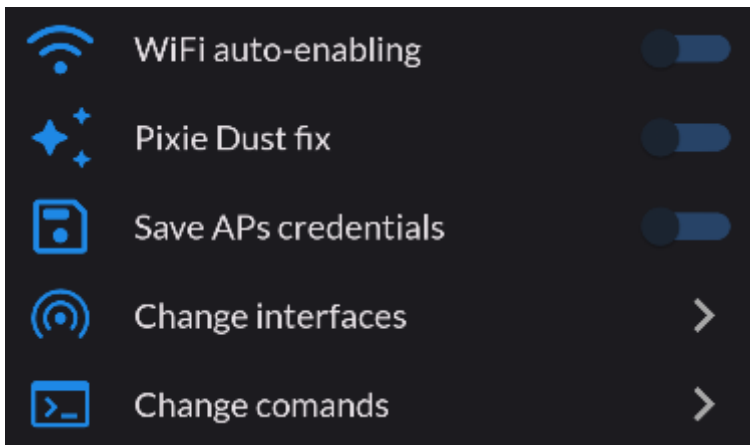 WiFi auto-enabling
Pixie Dust fix
Save APs credentials
Change interfaces
Change comands